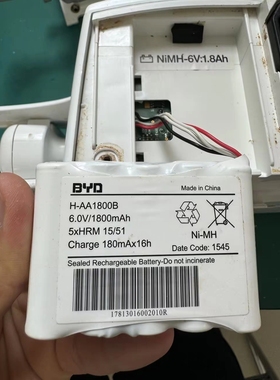 NiMH-6V:1.8Ah
BYD
Made in China
H-AA1800B
6.0V/1800mAh
5xHRM 15/51
Ni-MH
Charge 180mAx16h
Date Code: 1545
Sealed Rechargeable Battery-Do not incinerate
17813016002010R